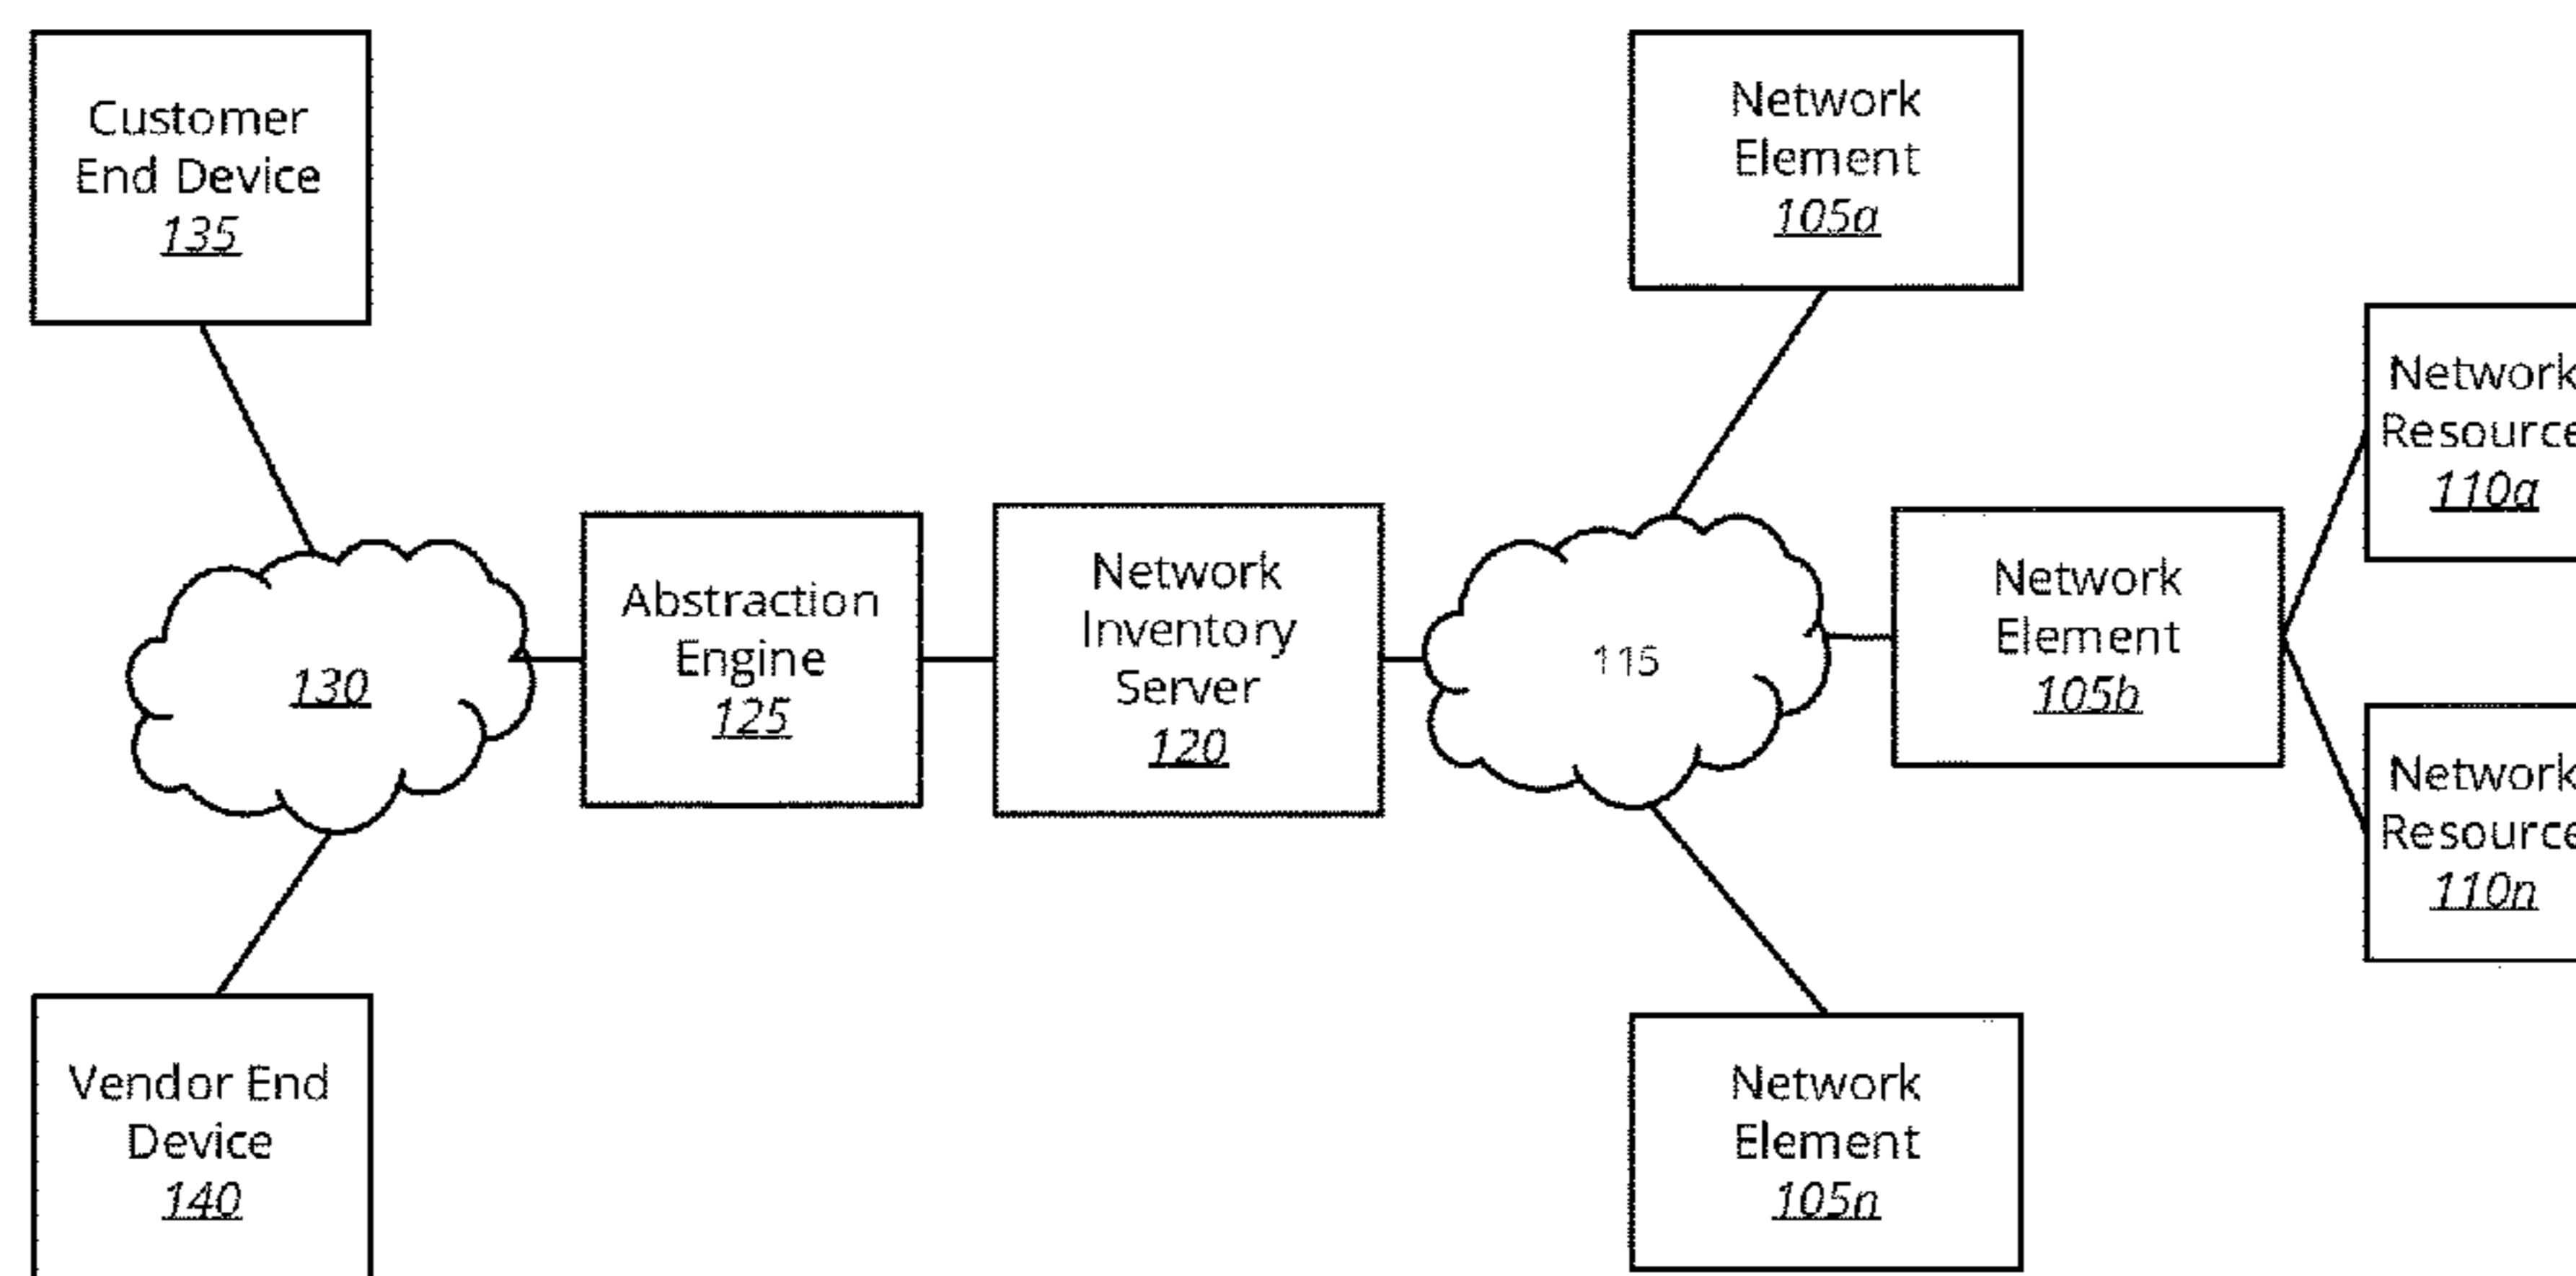 Customer
End Device
135
Network
Element
105a
Network
Resource
110a
Abstraction
Engine
125
Network
Inventory
Server
120
Network
Element
105b
130
115
Network
Resource
110n
Vendor End
Device
140
Network
Element
105n